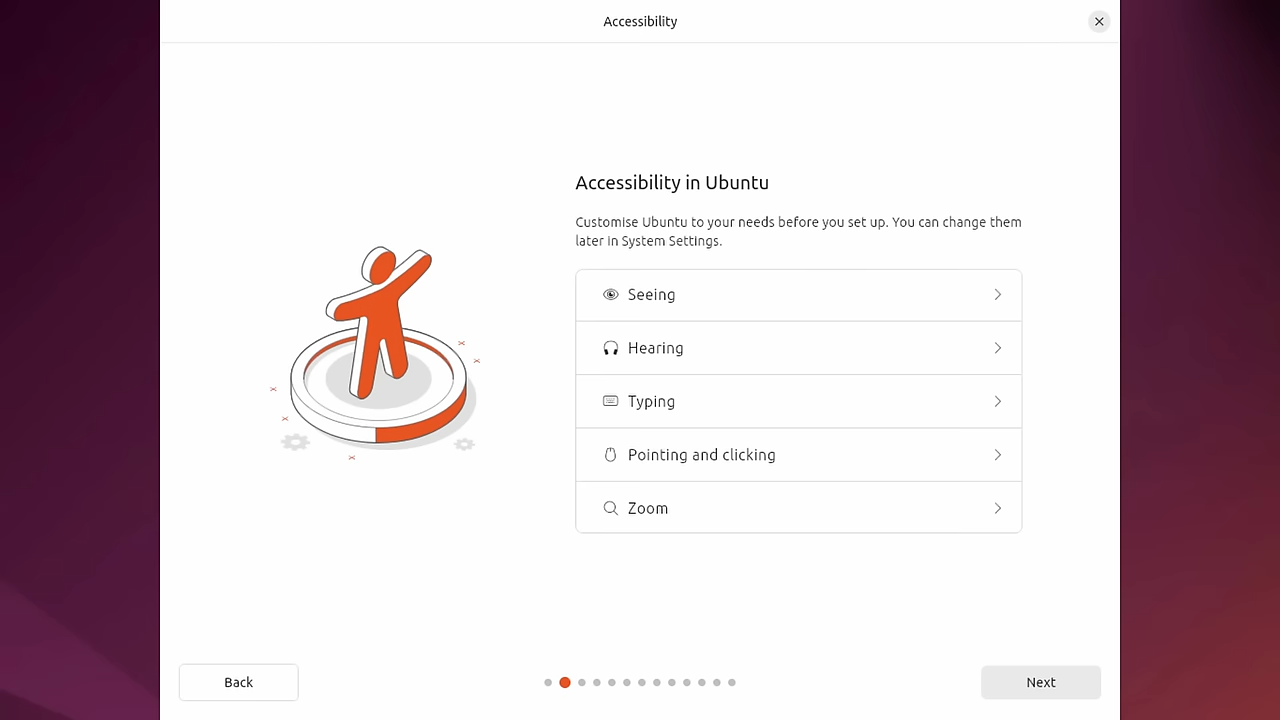 Accessibility
Accessibility in Ubuntu
Customise Ubuntu to your needs before you set up. You can change them
later in System Settings.
Seeing
Hearing
Typing
Pointing and clicking
Zoom
Back
Next